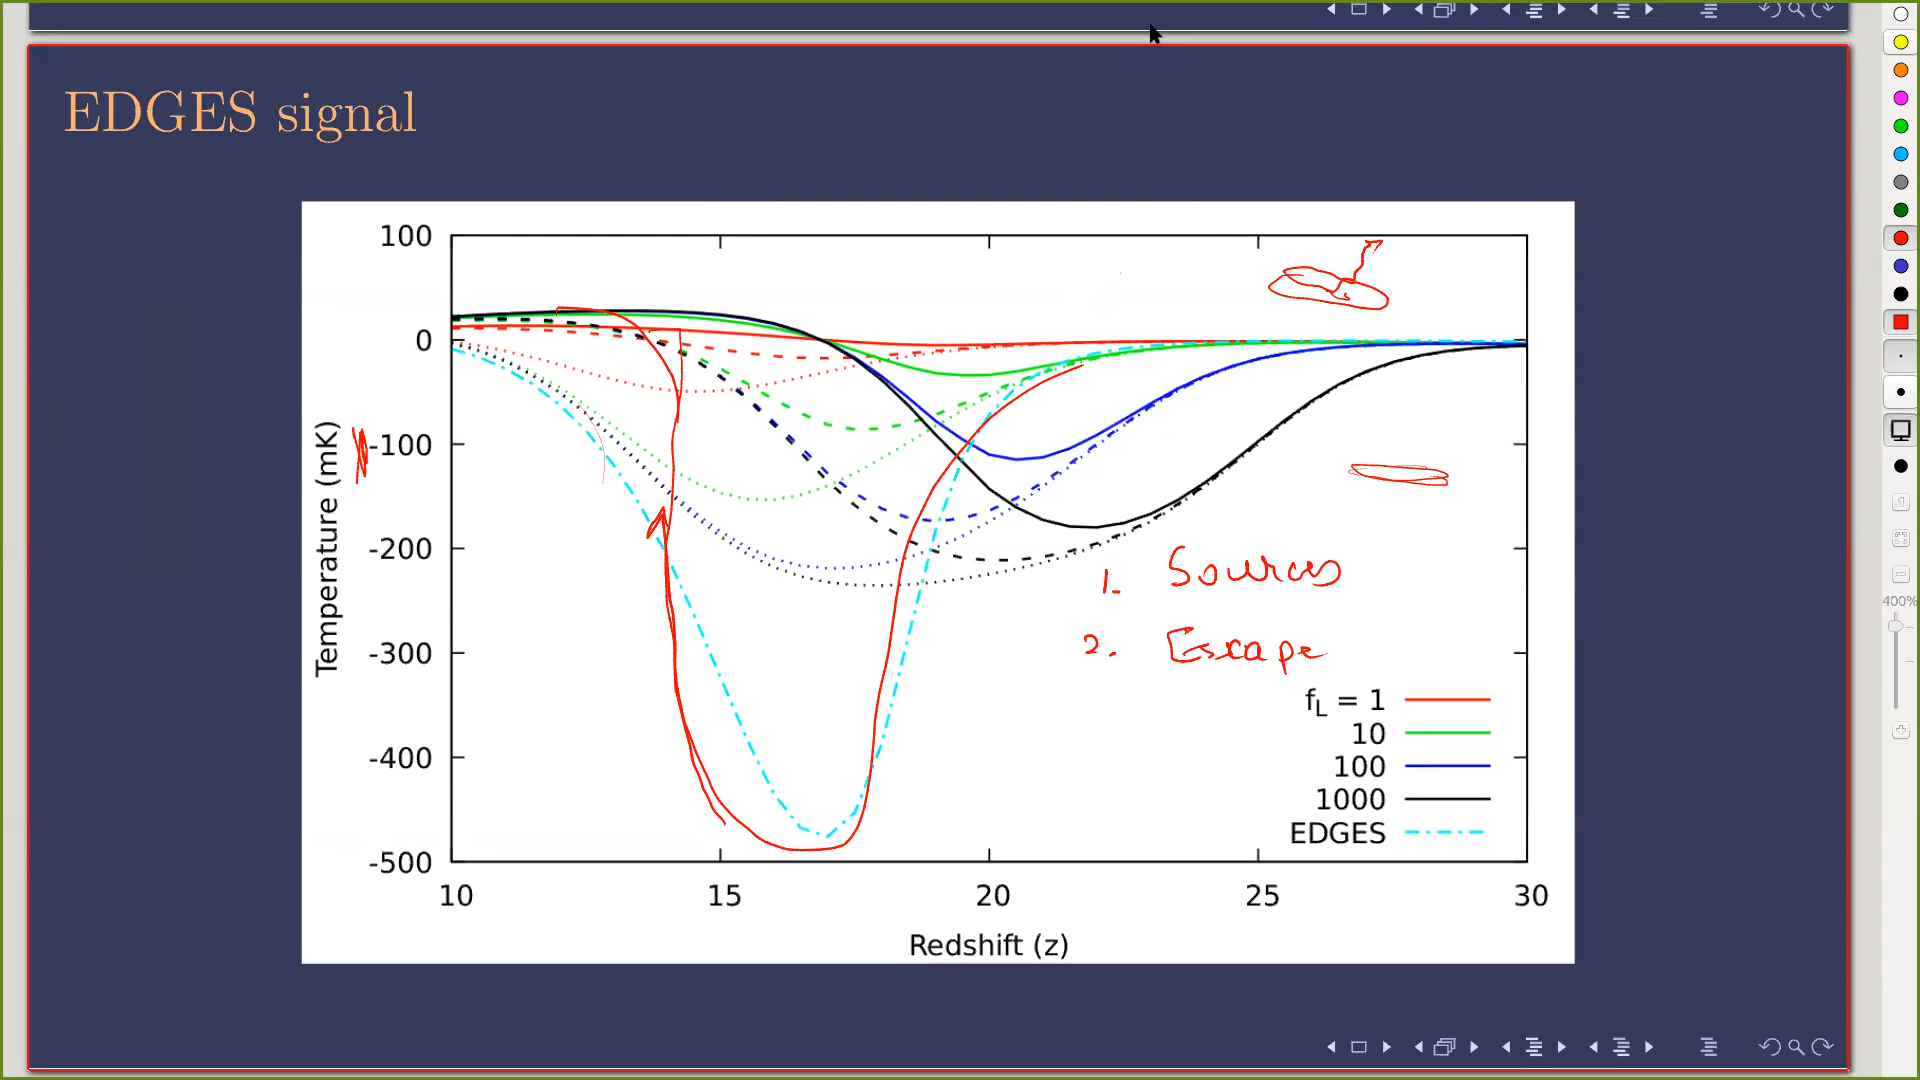 EDGES signal
100
0
-100
-200
-300
-400
-500
Temperature (mK)
10 15 20 25 30
Redshift (z)
1. Sources
2. Escape
fL = 1
10
100
1000
EDGES
400%